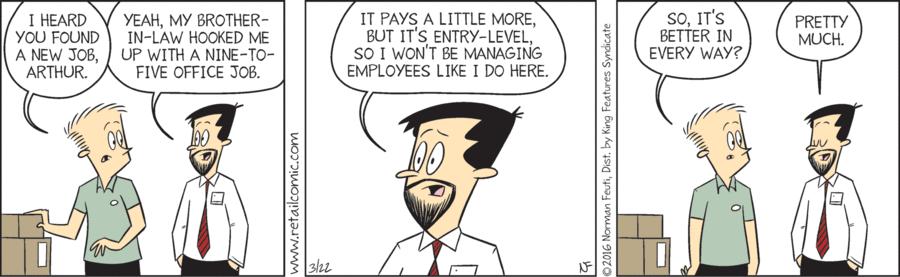 I HEARD
YOU FOUND
A NEW JOB,
ARTHUR.
YEAH, MY BROTHER-
IN-LAW HOOKED ME
UP WITH A NINE-TO-
FIVE OFFICE JOB.
www.retailcomic.com
IT PAYS A LITTLE MORE,
BUT IT'S ENTRY-LEVEL,
SO I WON'T BE MANAGING
EMPLOYEES LIKE I DO HERE.
3/22
NF
©2016 Norman Feuti, Dist. by King Features Syndicate
SO, IT'S
BETTER IN
EVERY WAY?
PRETTY
MUCH.